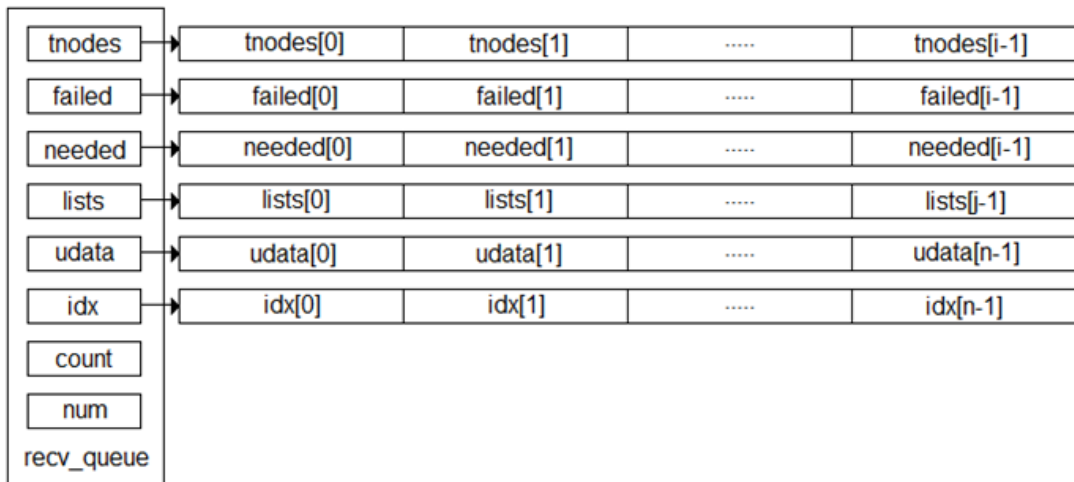 tnodes tnodes[0] tnodes[1] ..... tnodes[i-1]
failed failed[0] failed[1] ..... failed[i-1]
needed needed[0] needed[1] ..... needed[i-1]
lists lists[0] lists[1] ..... lists[j-1]
udata udata[0] udata[1] ..... udata[n-1]
idx idx[0] idx[1] ..... idx[n-1]
count
num
recv_queue